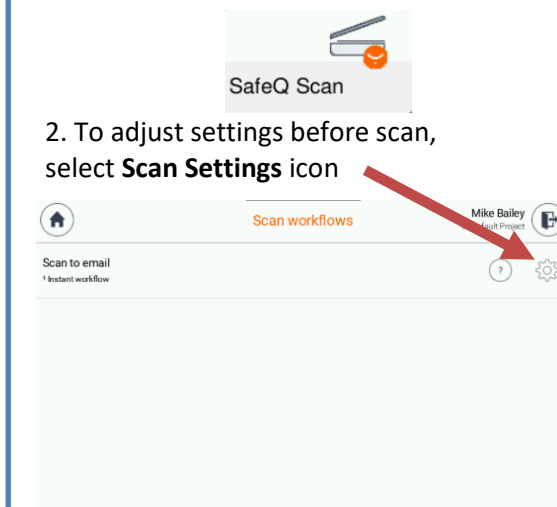 SafeQ Scan
2. To adjust settings before scan,
select Scan Settings icon
Scan workflows
Mike Bailey
Project
Scan to email
Instant workflow
?